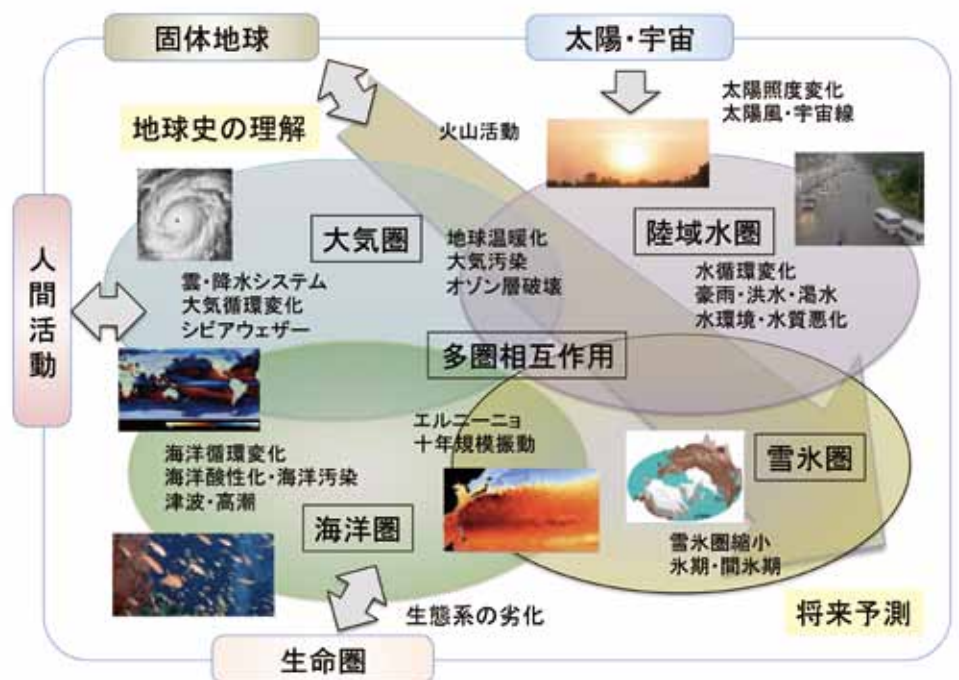 固体地球
太陽・宇宙
太陽照度変化
太陽風・宇宙線
地球史の理解
火山活動
人間活動
大気圏
地球温暖化
大気汚染
オゾン層破壊
陸域水圏
雲・降水システム
大気循環変化
シビアウェザー
水循環変化
豪雨・洪水・渇水
水環境・水質悪化
多圏相互作用
エルニーニョ
十年規模振動
海洋循環変化
海洋酸性化・海洋汚染
津波・高潮
海洋圏
雪氷圏
雪氷圏縮小
氷期・間氷期
生態系の劣化
将来予測
生命圏